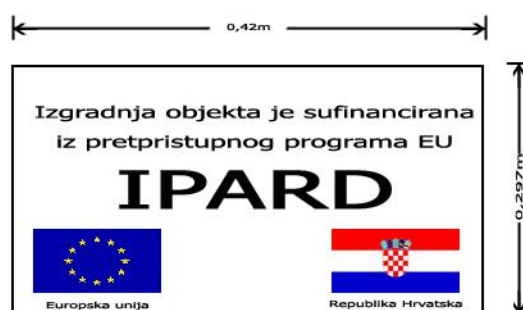 0,42m
Izgradnja objekta je sufinancirana
iz pretpristupnog programa EU
IPARD
0,297m
Europska unija
Republika Hrvatska